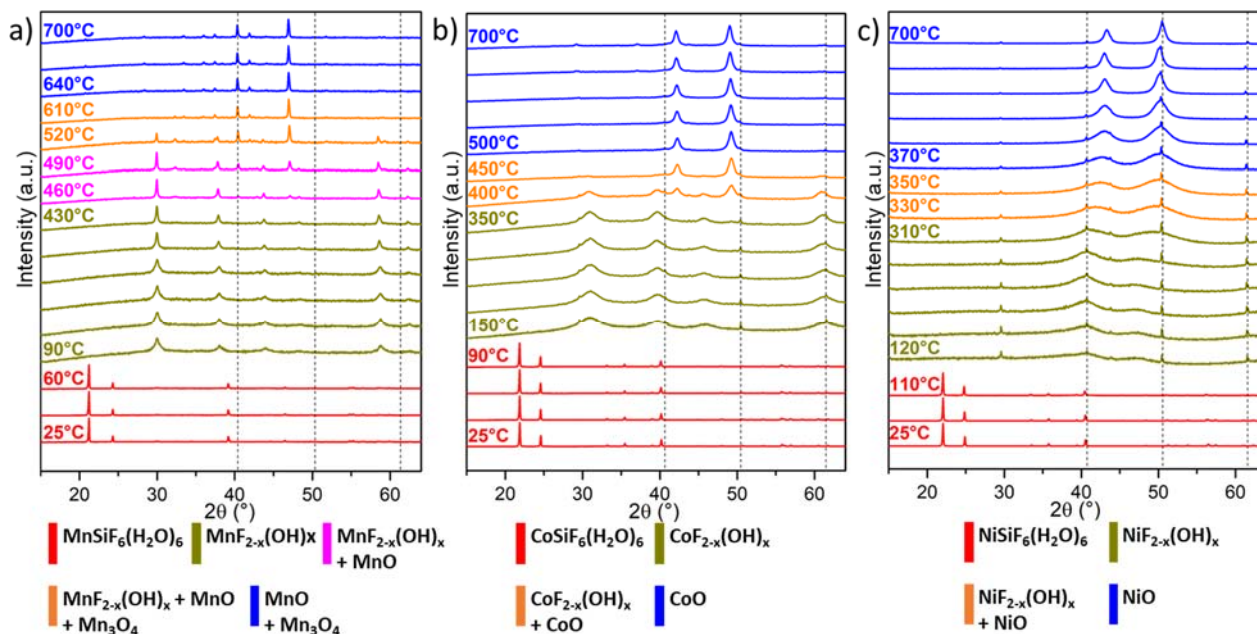 a)
Intensity (a.u.)
700°C
640°C
610°C
520°C
490°C
460°C
430°C
90°C
60°C
25°C
20 30 40 50 60
2θ (°)
MnSiF₆(H₂O)₆
MnF₂₋ₓ(OH)x
MnF₂₋ₓ(OH)ₓ
+ MnO
MnF₂₋ₓ(OH)ₓ + MnO
+ Mn₃O₄
MnO
+ Mn₃O₄
b)
Intensity (a.u.)
700°C
500°C
450°C
400°C
350°C
150°C
90°C
25°C
20 30 40 50 60
2θ (°)
CoSiF₆(H₂O)₆
CoF₂₋ₓ(OH)ₓ
CoF₂₋ₓ(OH)ₓ
+ CoO
CoO
c)
Intensity (a.u.)
700°C
370°C
350°C
330°C
310°C
120°C
110°C
25°C
20 30 40 50 60
2θ (°)
NiSiF₆(H₂O)₆
NiF₂₋ₓ(OH)ₓ
NiF₂₋ₓ(OH)ₓ
+ NiO
NiO